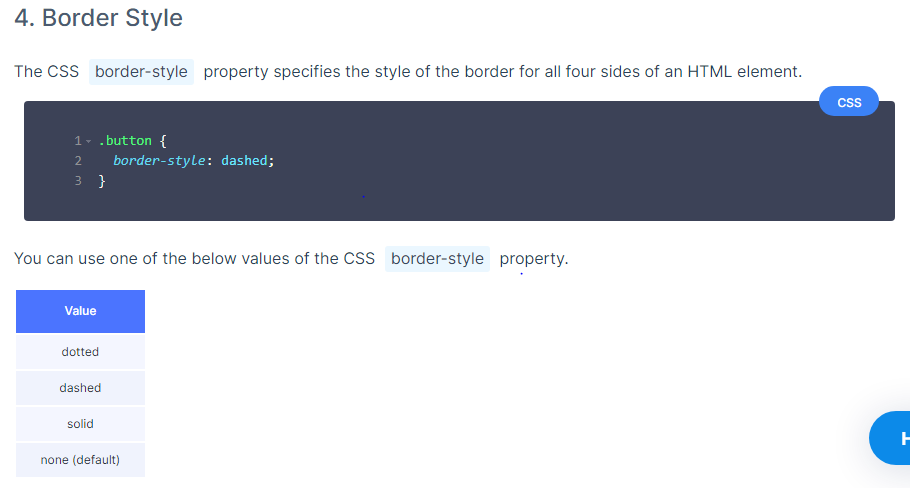 4. Border Style
The CSS border-style property specifies the style of the border for all four sides of an HTML element.
CSS
1 .button {
2   border-style: dashed;
3 }
You can use one of the below values of the CSS border-style property.
Value
dotted
dashed
solid
none (default)
H